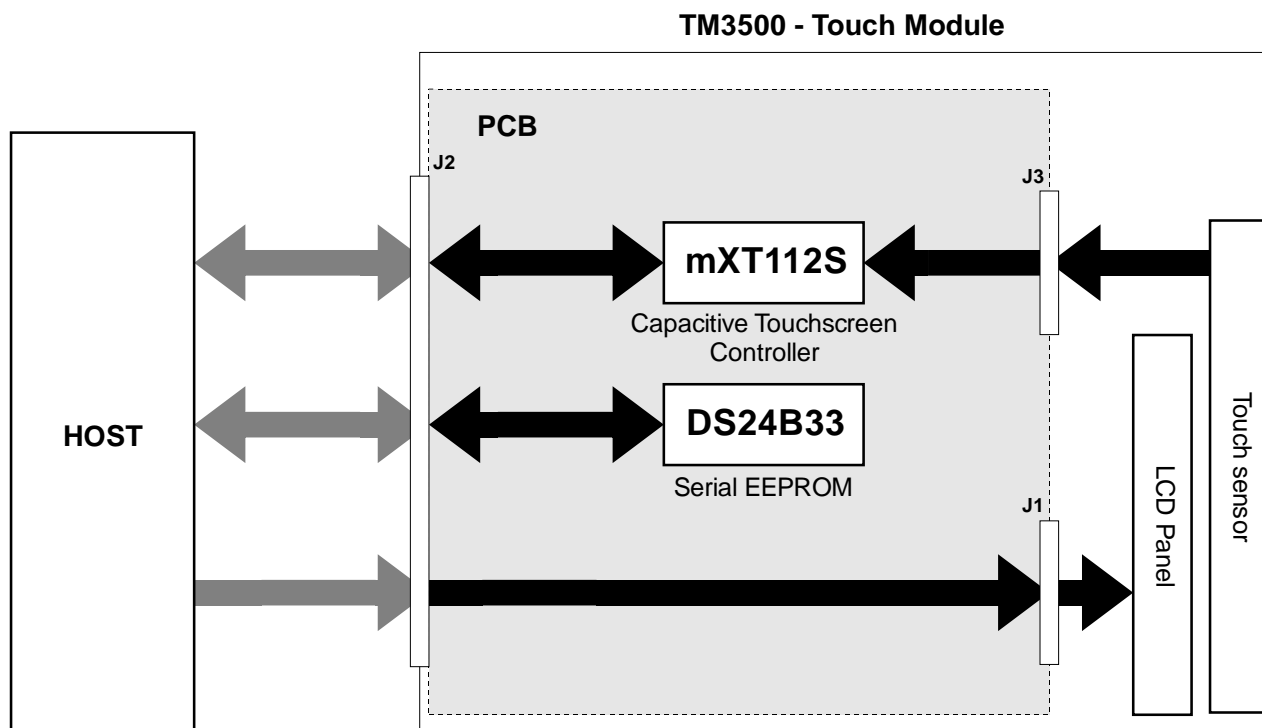 TM3500 - Touch Module
PCB
J2
J3
mXT112S
Capacitive Touchscreen
Controller
HOST
DS24B33
Serial EEPROM
J1
LCD Panel
Touch sensor